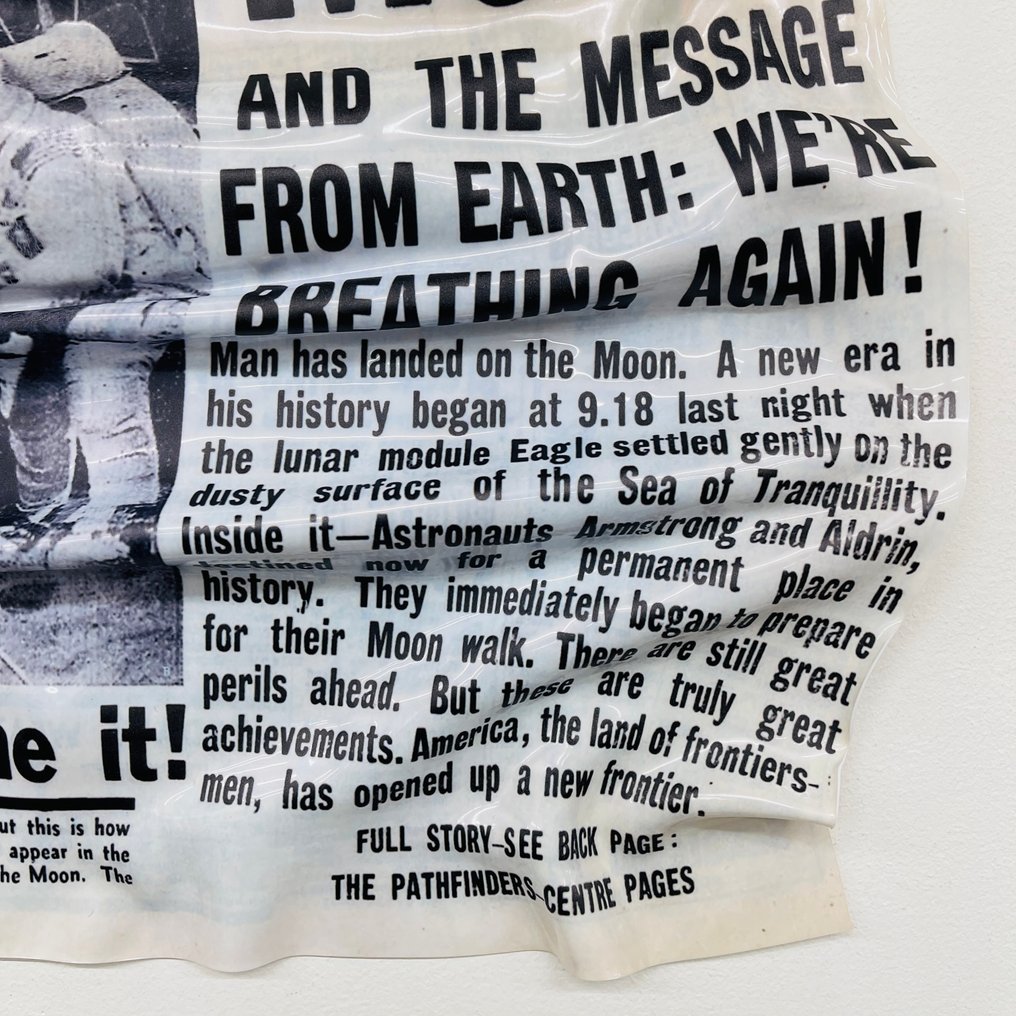 AND THE MESSAGE
FROM EARTH: WE'RE
BREATHING AGAIN!
Man has landed on the Moon. A new era in
his history began at 9.18 last night when
the lunar module Eagle settled gently on the
dusty surface of the Sea of Tranquillity.
Inside it—Astronauts Armstrong and Aldrin,
destined now for a permanent place in
history. They immediately began to prepare
for their Moon walk. There are still great
perils ahead. But these are truly great
achievements. America, the land of frontiers-
men, has opened up a new frontier.
FULL STORY—SEE BACK PAGE:
THE PATHFINDERS—CENTRE PAGES
it!
this is how
appear in the
Moon. The